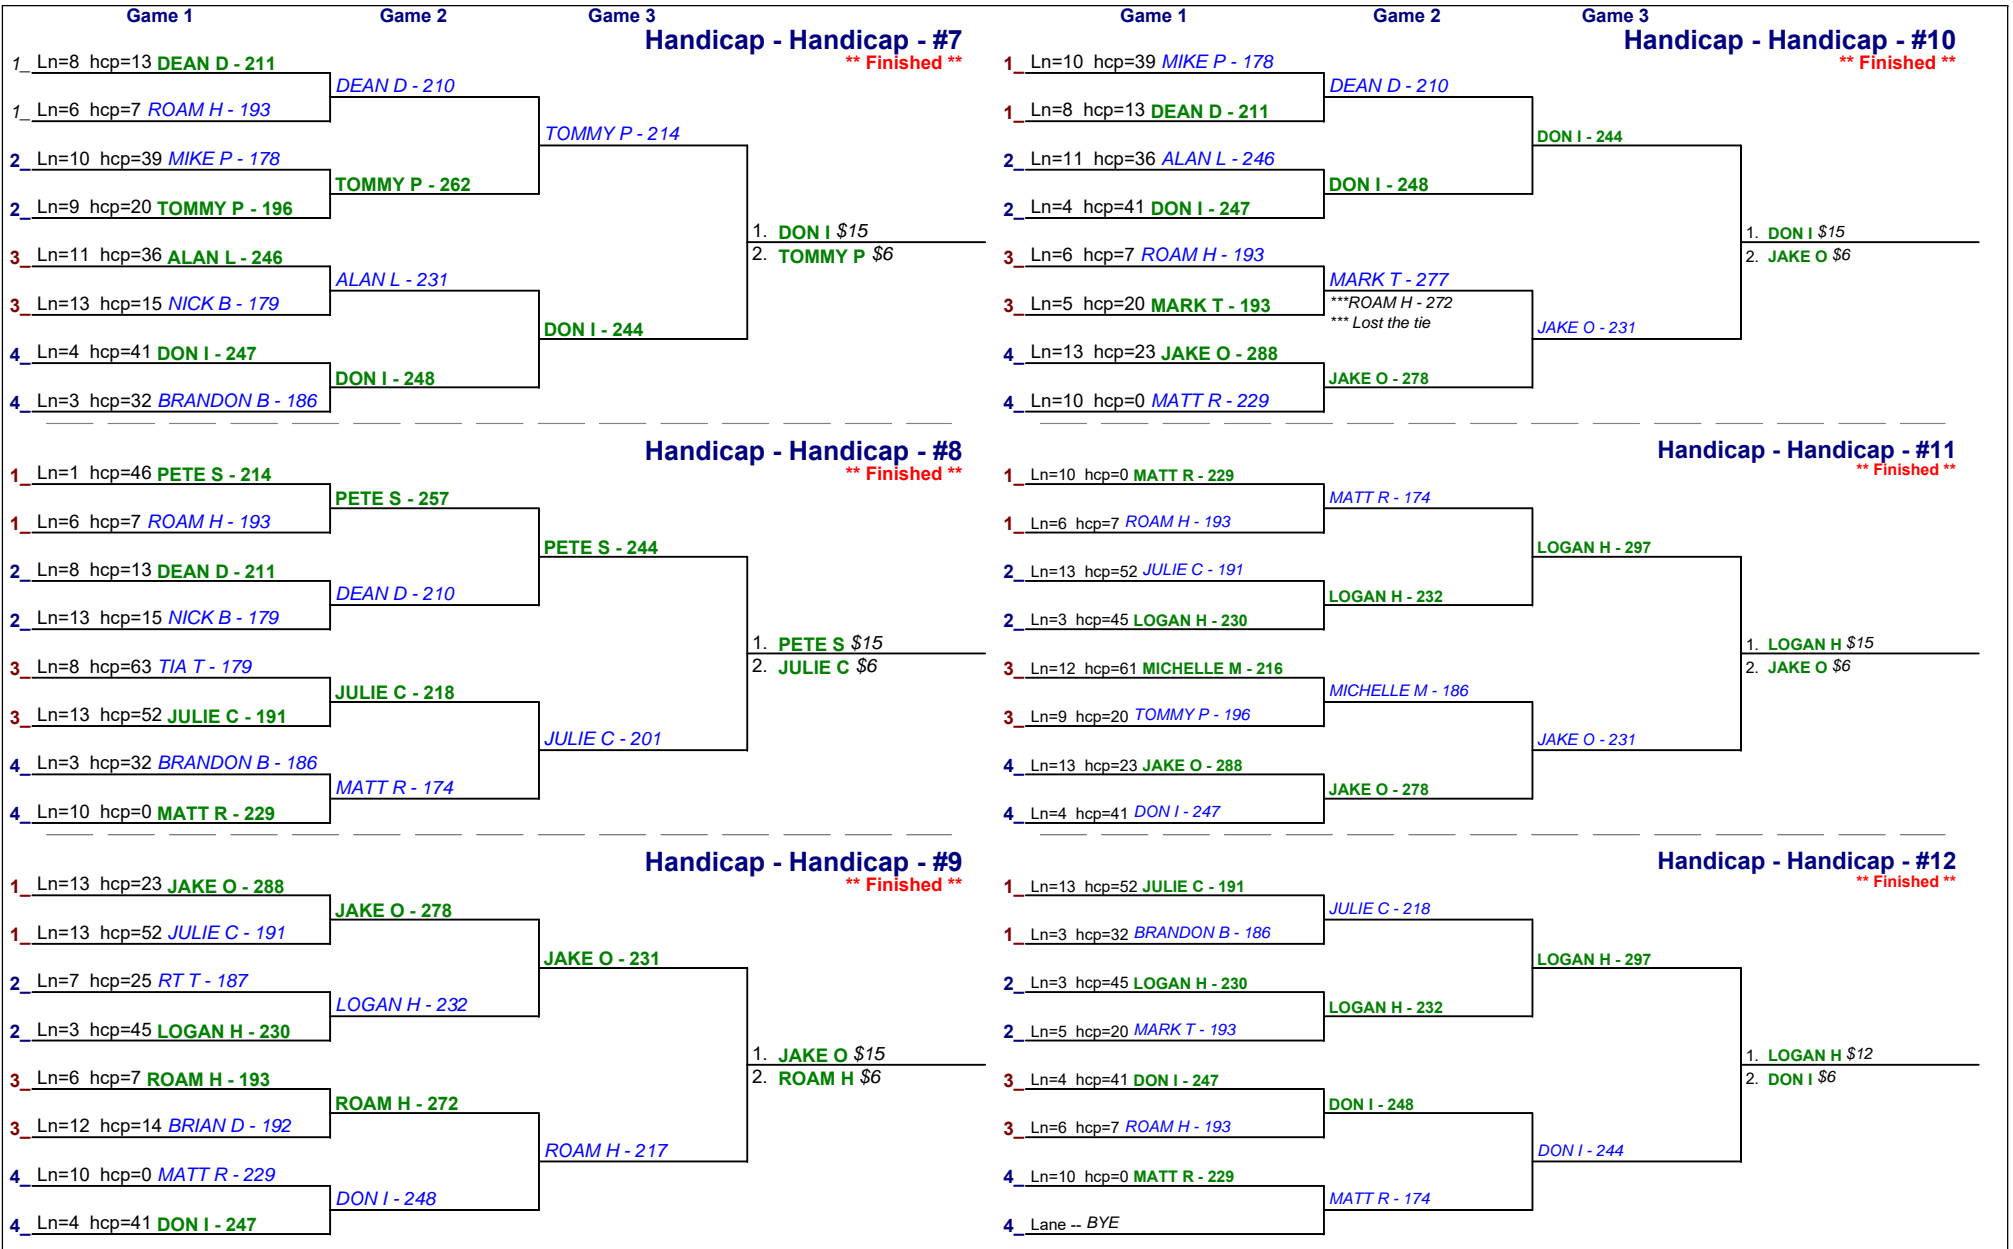 Game 1 Game 2 Game 3
Handicap - Handicap - #7
** Finished **
1_ Ln=8 hcp=13 DEAN D - 211
DEAN D - 210
1_ Ln=6 hcp=7 ROAM H - 193
TOMMY P - 214
2_ Ln=10 hcp=39 MIKE P - 178
TOMMY P - 262
2_ Ln=9 hcp=20 TOMMY P - 196
1. DON I $15
2. TOMMY P $6
3_ Ln=11 hcp=36 ALAN L - 246
ALAN L - 231
3_ Ln=13 hcp=15 NICK B - 179
DON I - 244
4_ Ln=4 hcp=41 DON I - 247
DON I - 248
4_ Ln=3 hcp=32 BRANDON B - 186
Handicap - Handicap - #8
** Finished **
1_ Ln=1 hcp=46 PETE S - 214
PETE S - 257
1_ Ln=6 hcp=7 ROAM H - 193
PETE S - 244
2_ Ln=8 hcp=13 DEAN D - 211
DEAN D - 210
2_ Ln=13 hcp=15 NICK B - 179
1. PETE S $15
2. JULIE C $6
3_ Ln=8 hcp=63 TIA T - 179
JULIE C - 218
3_ Ln=13 hcp=52 JULIE C - 191
JULIE C - 201
4_ Ln=3 hcp=32 BRANDON B - 186
MATT R - 174
4_ Ln=10 hcp=0 MATT R - 229
Handicap - Handicap - #9
** Finished **
1_ Ln=13 hcp=23 JAKE O - 288
JAKE O - 278
1_ Ln=13 hcp=52 JULIE C - 191
JAKE O - 231
2_ Ln=7 hcp=25 RT T - 187
LOGAN H - 232
2_ Ln=3 hcp=45 LOGAN H - 230
1. JAKE O $15
2. ROAM H $6
3_ Ln=6 hcp=7 ROAM H - 193
ROAM H - 272
3_ Ln=12 hcp=14 BRIAN D - 192
ROAM H - 217
4_ Ln=10 hcp=0 MATT R - 229
DON I - 248
4_ Ln=4 hcp=41 DON I - 247
Game 1 Game 2 Game 3
Handicap - Handicap - #10
** Finished **
1_ Ln=10 hcp=39 MIKE P - 178
DEAN D - 210
1_ Ln=8 hcp=13 DEAN D - 211
DON I - 244
2_ Ln=11 hcp=36 ALAN L - 246
DON I - 248
2_ Ln=4 hcp=41 DON I - 247
1. DON I $15
2. JAKE O $6
3_ Ln=6 hcp=7 ROAM H - 193
MARK T - 277
3_ Ln=5 hcp=20 MARK T - 193
***ROAM H - 272
*** Lost the tie
JAKE O - 231
4_ Ln=13 hcp=23 JAKE O - 288
JAKE O - 278
4_ Ln=10 hcp=0 MATT R - 229
Handicap - Handicap - #11
** Finished **
1_ Ln=10 hcp=0 MATT R - 229
MATT R - 174
1_ Ln=6 hcp=7 ROAM H - 193
LOGAN H - 297
2_ Ln=13 hcp=52 JULIE C - 191
LOGAN H - 232
2_ Ln=3 hcp=45 LOGAN H - 230
1. LOGAN H $15
2. JAKE O $6
3_ Ln=12 hcp=61 MICHELLE M - 216
MICHELLE M - 186
3_ Ln=9 hcp=20 TOMMY P - 196
JAKE O - 231
4_ Ln=13 hcp=23 JAKE O - 288
JAKE O - 278
4_ Ln=4 hcp=41 DON I - 247
Handicap - Handicap - #12
** Finished **
1_ Ln=13 hcp=52 JULIE C - 191
JULIE C - 218
1_ Ln=3 hcp=32 BRANDON B - 186
LOGAN H - 297
2_ Ln=3 hcp=45 LOGAN H - 230
LOGAN H - 232
2_ Ln=5 hcp=20 MARK T - 193
1. LOGAN H $12
2. DON I $6
3_ Ln=4 hcp=41 DON I - 247
DON I - 248
3_ Ln=6 hcp=7 ROAM H - 193
DON I - 244
4_ Ln=10 hcp=0 MATT R - 229
MATT R - 174
4_ Lane -- BYE